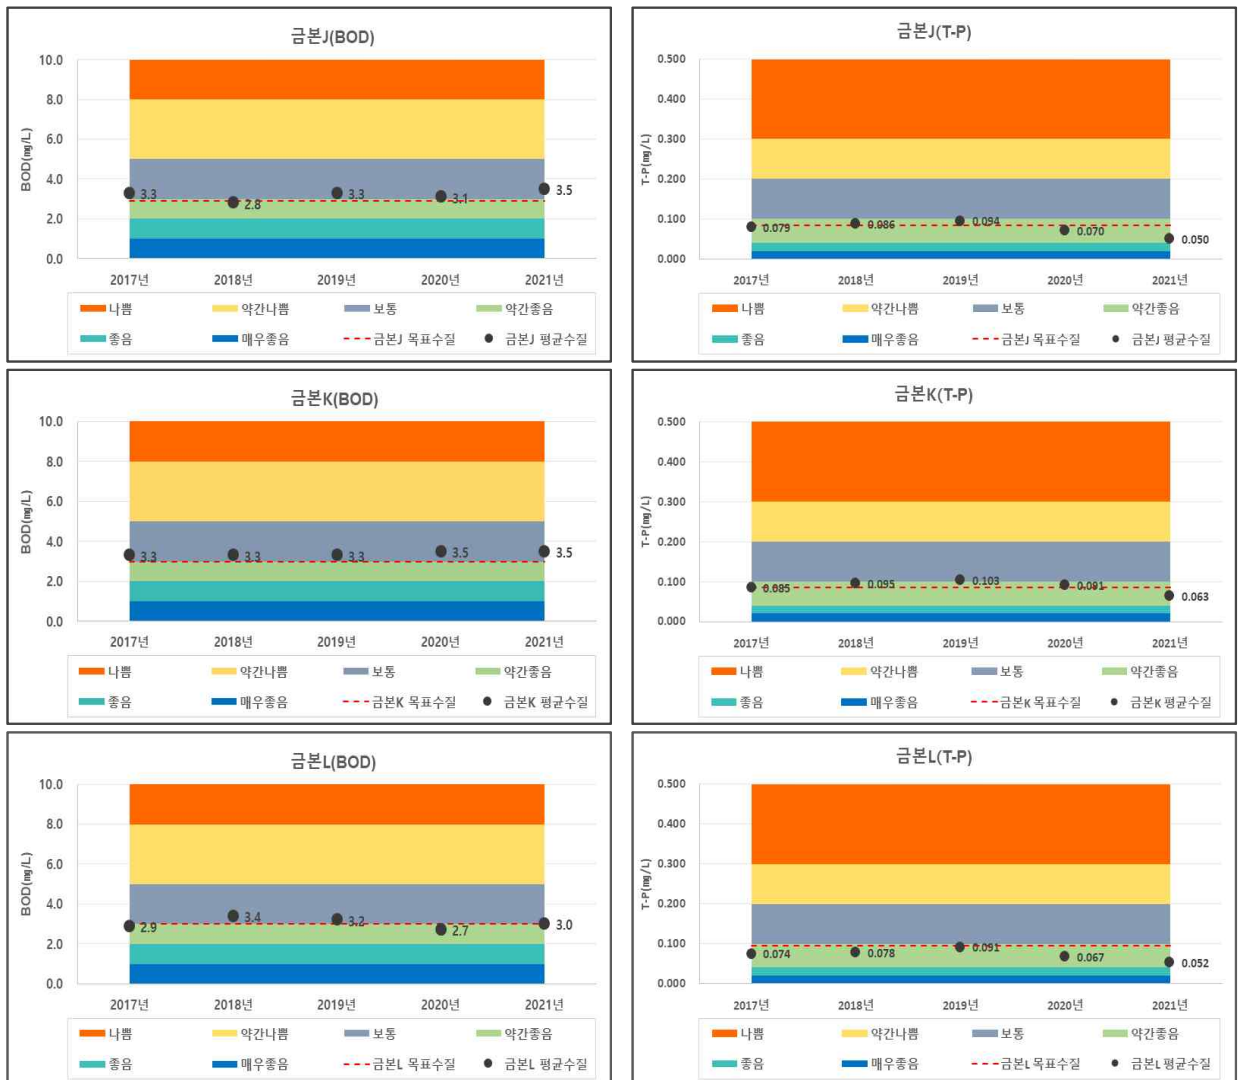 금본J(BOD)
BOD(㎎/L)
10.0
8.0
6.0
4.0
2.0
0.0
3.3
2.8
3.3
3.1
3.5
2017년 2018년 2019년 2020년 2021년
나쁨 약간나쁨 보통 약간좋음
좋음 매우좋음 금본J 목표수질 금본J 평균수질
금본J(T-P)
T-P(㎎/L)
0.500
0.400
0.300
0.200
0.100
0.000
0.079
0.086
0.094
0.070
0.050
2017년 2018년 2019년 2020년 2021년
나쁨 약간나쁨 보통 약간좋음
좋음 매우좋음 금본J 목표수질 금본J 평균수질
금본K(BOD)
BOD(㎎/L)
10.0
8.0
6.0
4.0
2.0
0.0
3.3
3.3
3.3
3.5
3.5
2017년 2018년 2019년 2020년 2021년
나쁨 약간나쁨 보통 약간좋음
좋음 매우좋음 금본K 목표수질 금본K 평균수질
금본K(T-P)
T-P(㎎/L)
0.500
0.400
0.300
0.200
0.100
0.000
0.085
0.095
0.103
0.091
0.063
2017년 2018년 2019년 2020년 2021년
나쁨 약간나쁨 보통 약간좋음
좋음 매우좋음 금본K 목표수질 금본K 평균수질
금본L(BOD)
BOD(㎎/L)
10.0
8.0
6.0
4.0
2.0
0.0
2.9
3.4
3.2
2.7
3.0
2017년 2018년 2019년 2020년 2021년
나쁨 약간나쁨 보통 약간좋음
좋음 매우좋음 금본L 목표수질 금본L 평균수질
금본L(T-P)
T-P(㎎/L)
0.500
0.400
0.300
0.200
0.100
0.000
0.074
0.078
0.091
0.067
0.052
2017년 2018년 2019년 2020년 2021년
나쁨 약간나쁨 보통 약간좋음
좋음 매우좋음 금본L 목표수질 금본L 평균수질